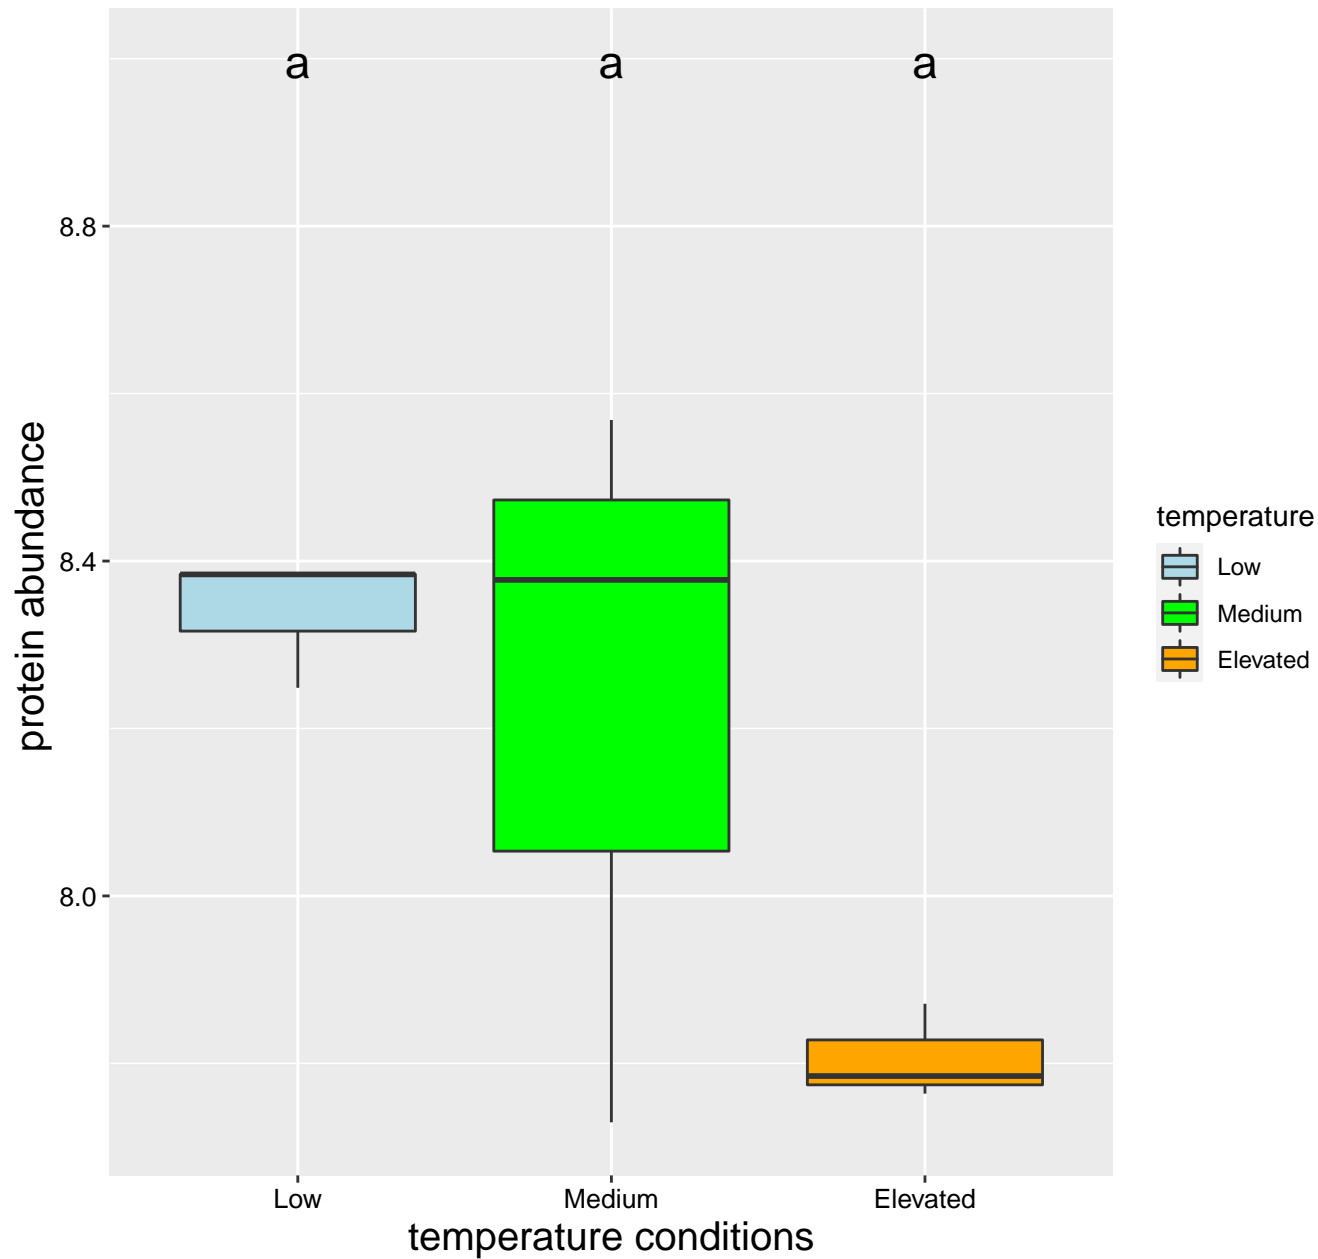 a a a
8.8
8.4
8.0
protein abundance
Low Medium Elevated
temperature conditions
temperature
Low
Medium
Elevated